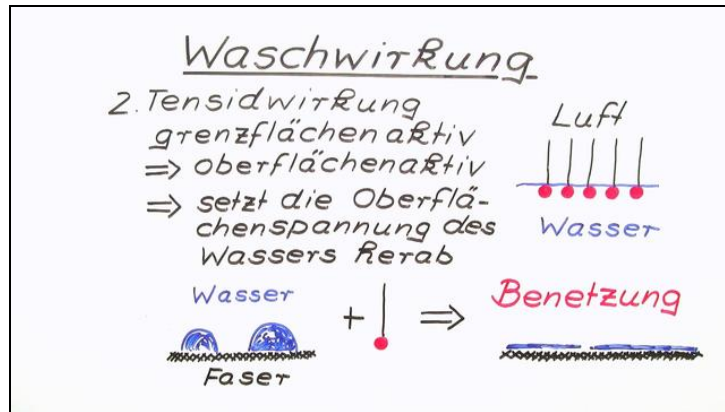 Waschwirkung
2. Tensidwirkung
grenzflächenaktiv
⇒ oberflächenaktiv
⇒ setzt die Oberflä-
chenspannung des
Wassers herab
Luft
Wasser
Wasser
+
⇒
Benetzung
Faser